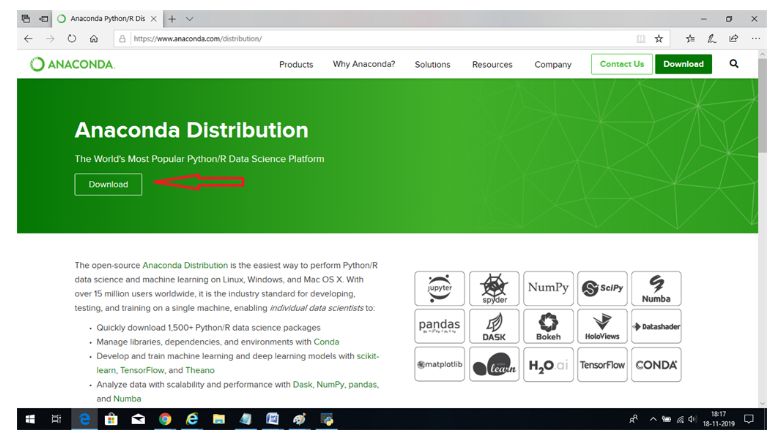 Anaconda Python/R Dis
https://www.anaconda.com/distribution/
ANACONDA.
Products Why Anaconda? Solutions Resources Company Contact Us Download
Anaconda Distribution
The World's Most Popular Python/R Data Science Platform
Download
The open-source Anaconda Distribution is the easiest way to perform Python/R
data science and machine learning on Linux, Windows, and Mac OS X. With
over 15 million users worldwide, it is the industry standard for developing,
testing, and training on a single machine, enabling individual data scientists to:
• Quickly download 1,500+ Python/R data science packages
• Manage libraries, dependencies, and environments with Conda
• Develop and train machine learning and deep learning models with scikit-
learn, TensorFlow, and Theano
• Analyze data with scalability and performance with Dask, NumPy, pandas,
and Numba
jupyter spyder NumPy SciPy Numba
pandas DASK Bokeh HoloViews Datashader
matplotlib learn H2O.ai TensorFlow CONDA
18:17
18-11-2019